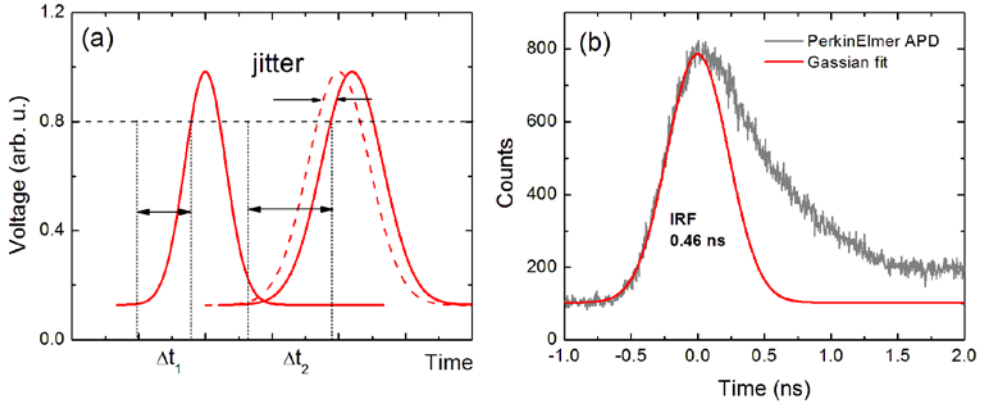 (a)
jitter
1.2
0.8
0.4
0.0
Voltage (arb. u.)
Δt1
Δt2
Time
(b)
PerkinElmer APD
Gassian fit
IRF
0.46 ns
800
600
400
200
Counts
-1.0
-0.5
0.0
0.5
1.0
1.5
2.0
Time (ns)